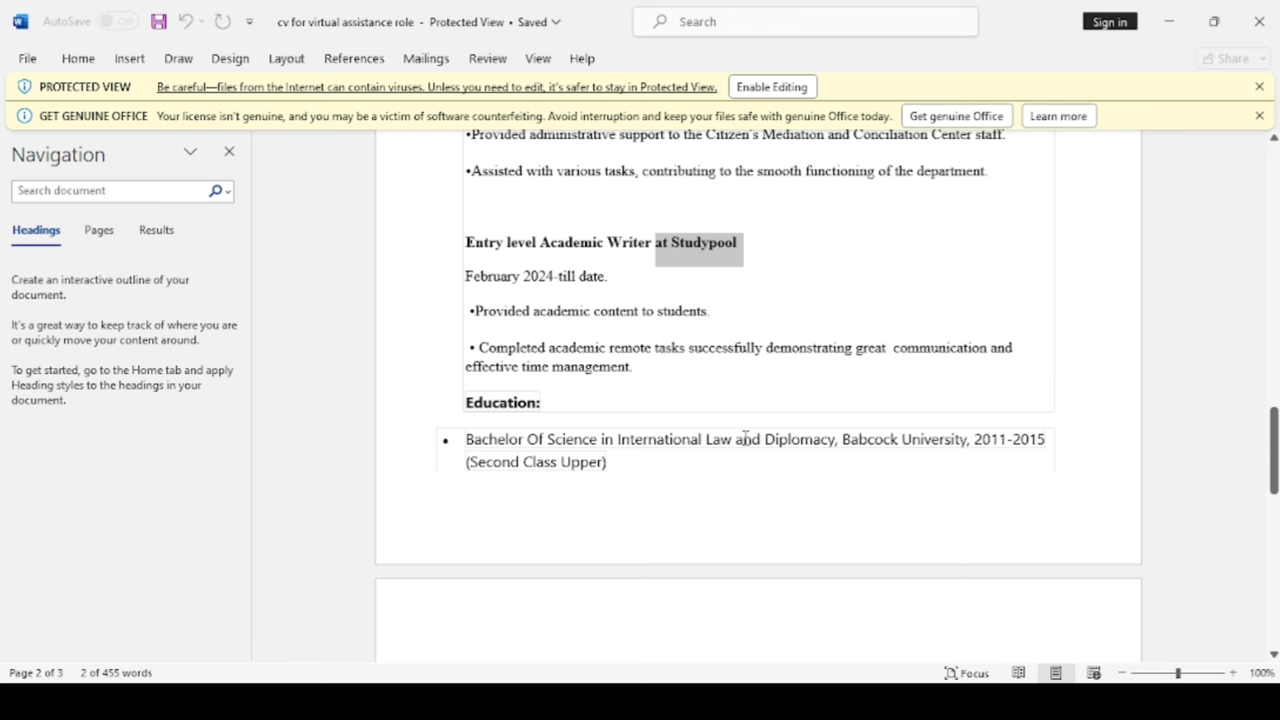 AutoSave Off cv for virtual assistance role - Protected View • Saved Search Sign in
File Home Insert Draw Design Layout References Mailings Review View Help Share
PROTECTED VIEW Be careful—files from the Internet can contain viruses. Unless you need to edit, it's safer to stay in Protected View. Enable Editing
GET GENUINE OFFICE Your license isn't genuine, and you may be a victim of software counterfeiting. Avoid interruption and keep your files safe with genuine Office today. Get genuine Office Learn more
Navigation
Search document
Headings Pages Results
Create an interactive outline of your
document.
It's a great way to keep track of where you are
or quickly move your content around.
To get started, go to the Home tab and apply
Heading styles to the headings in your
document.
•Provided administrative support to the Citizen's Mediation and Conciliation Center staff.
•Assisted with various tasks, contributing to the smooth functioning of the department.
Entry level Academic Writer at Studypool
February 2024-till date.
•Provided academic content to students.
• Completed academic remote tasks successfully demonstrating great communication and
effective time management.
Education:
• Bachelor Of Science in International Law and Diplomacy, Babcock University, 2011-2015
(Second Class Upper)
Page 2 of 3 2 of 455 words Focus 100%